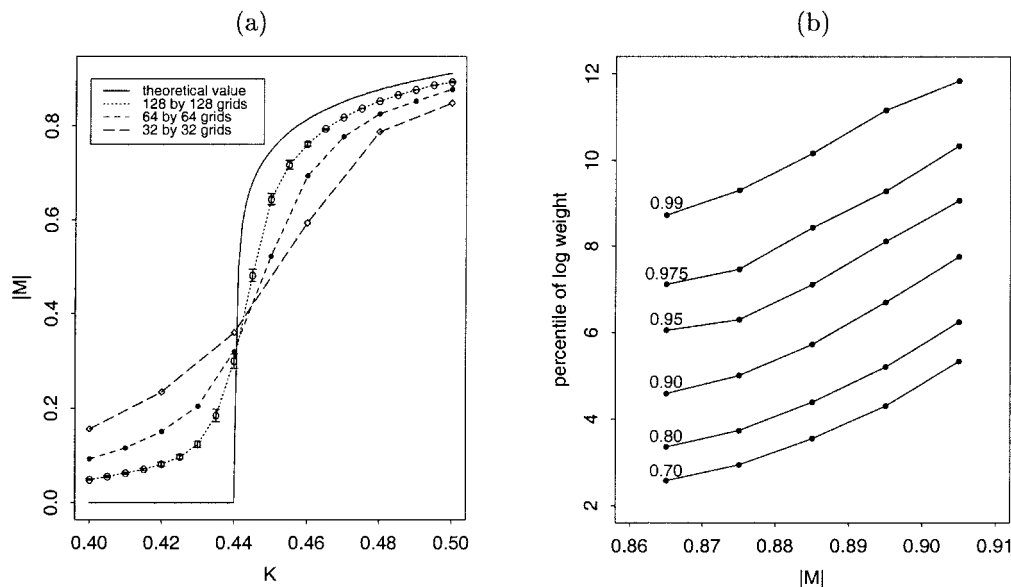 (a)
theoretical value
128 by 128 grids
64 by 64 grids
32 by 32 grids
|M|
0.0
0.2
0.4
0.6
0.8
0.40
0.42
0.44
0.46
0.48
0.50
K
(b)
percentile of log weight
12
10
8
6
4
2
0.99
0.975
0.95
0.90
0.80
0.70
0.86
0.87
0.88
0.89
0.90
0.91
|M|